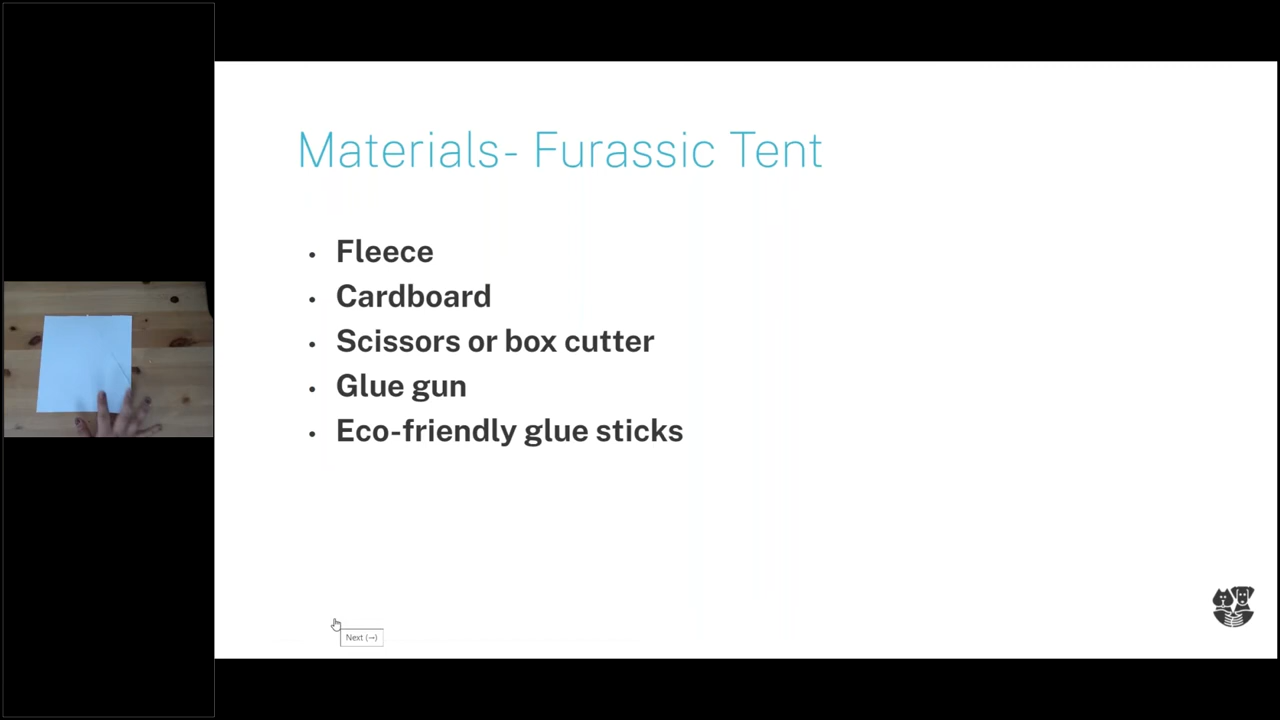 Materials- Furassic Tent
• Fleece
• Cardboard
• Scissors or box cutter
• Glue gun
• Eco-friendly glue sticks
Next (→)